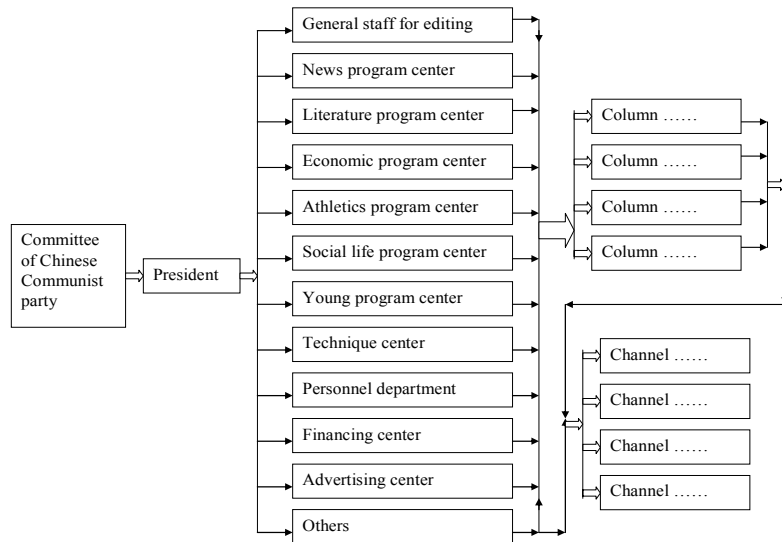 General staff for editing
News program center
Literature program center
Economic program center
Athletics program center
Social life program center
Young program center
Technique center
Personnel department
Financing center
Advertising center
Others
Committee
of Chinese
Communist
party
President
Column ……
Column ……
Column ……
Column ……
Channel ……
Channel ……
Channel ……
Channel ……